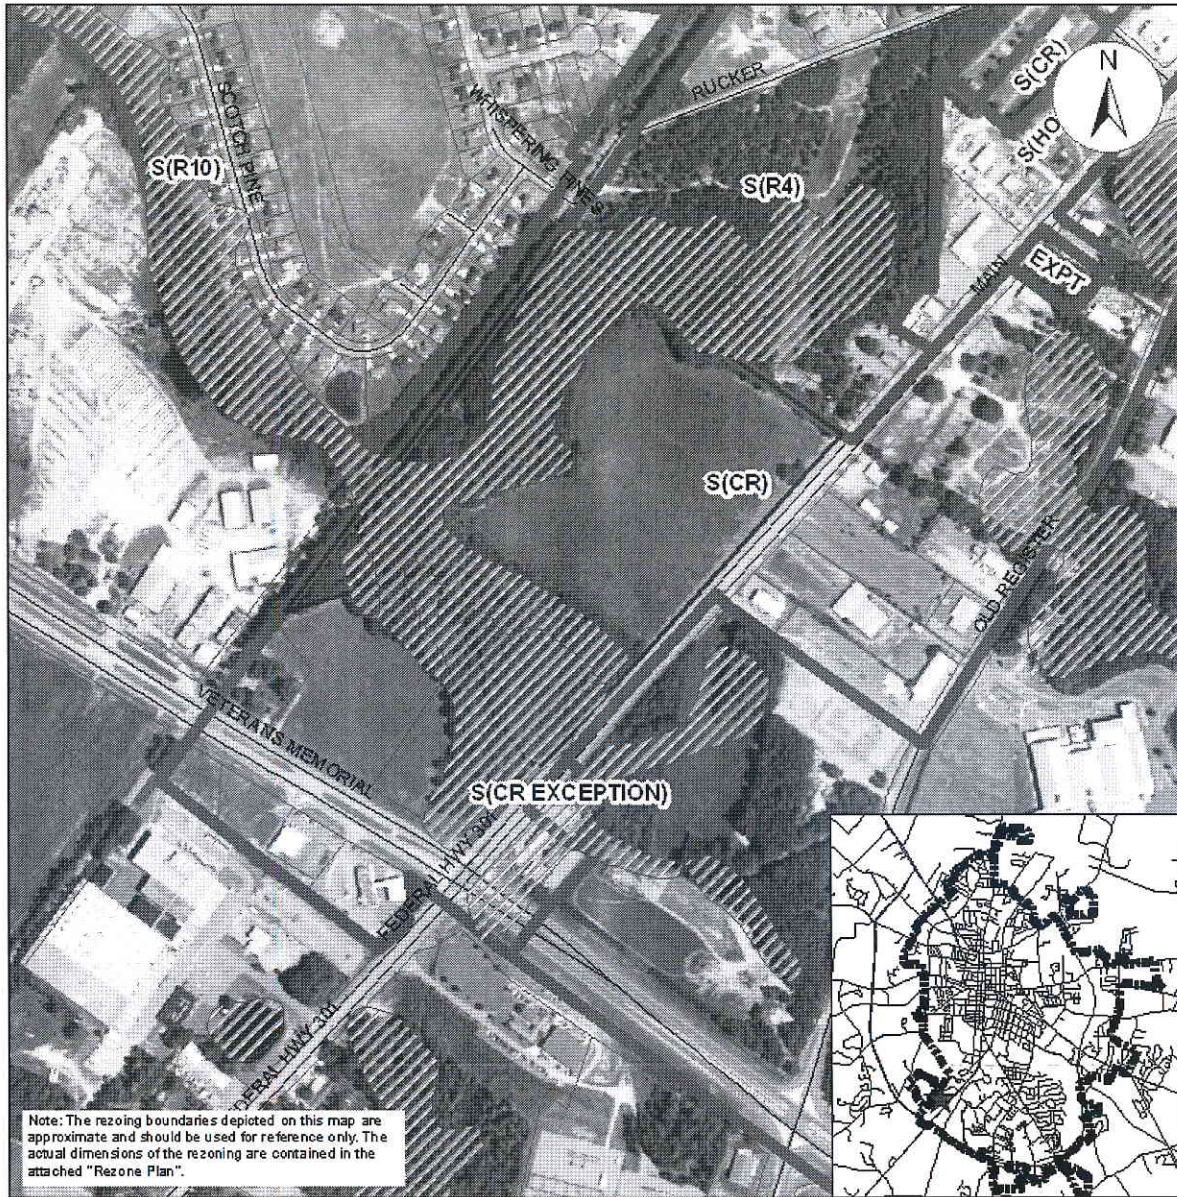 N
S(CR)
S(HO
RUCKER
SCOTCH PINE
WHISPERING PINES
S(R10)
S(R4)
MAIN
EXPT
S(CR)
OLD REGISTER
VETERANS MEMORIAL
S(CR EXCEPTION)
FEDERAL HWY 301
FEDERAL HWY 301
Note: The rezoing boundaries depicted on this map are
approximate and should be used for reference only. The
actual dimensions of the rezoning are contained in the
attached "Rezone Plan".